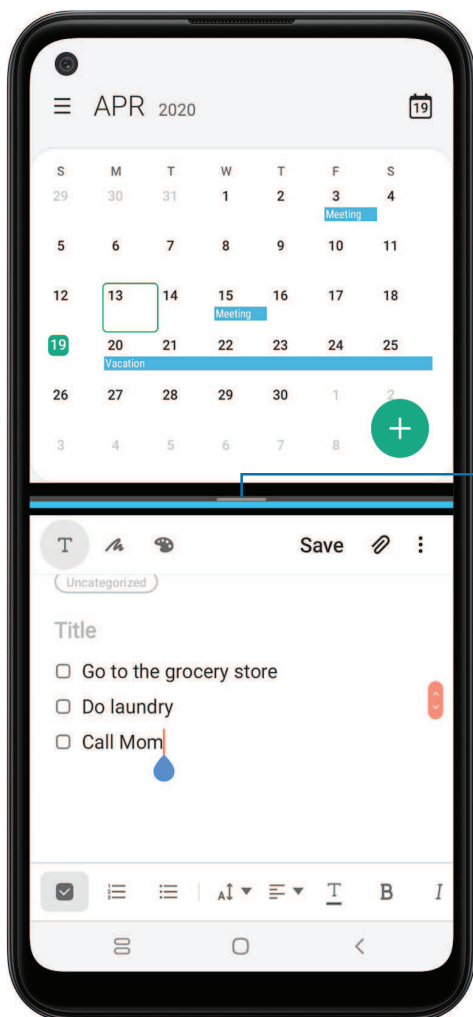 APR 2020 19
S M T W T F S
29 30 31 1 2 3 4
Meeting
5 6 7 8 9 10 11
12 13 14 15 16 17 18
Meeting
19 20 21 22 23 24 25
Vacation
26 27 28 29 30 1 2
3 4 5 6 7 8
T Save
Uncategorized
Title
Go to the grocery store
Do laundry
Call Mom
A T B I